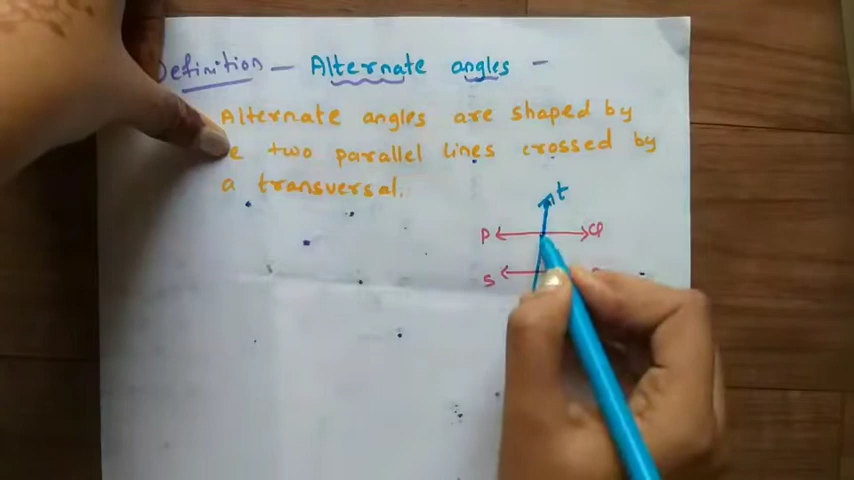 Definition - Alternate angles -
Alternate angles are shaped by
two parallel lines crossed by
a transversal.
t
P
S